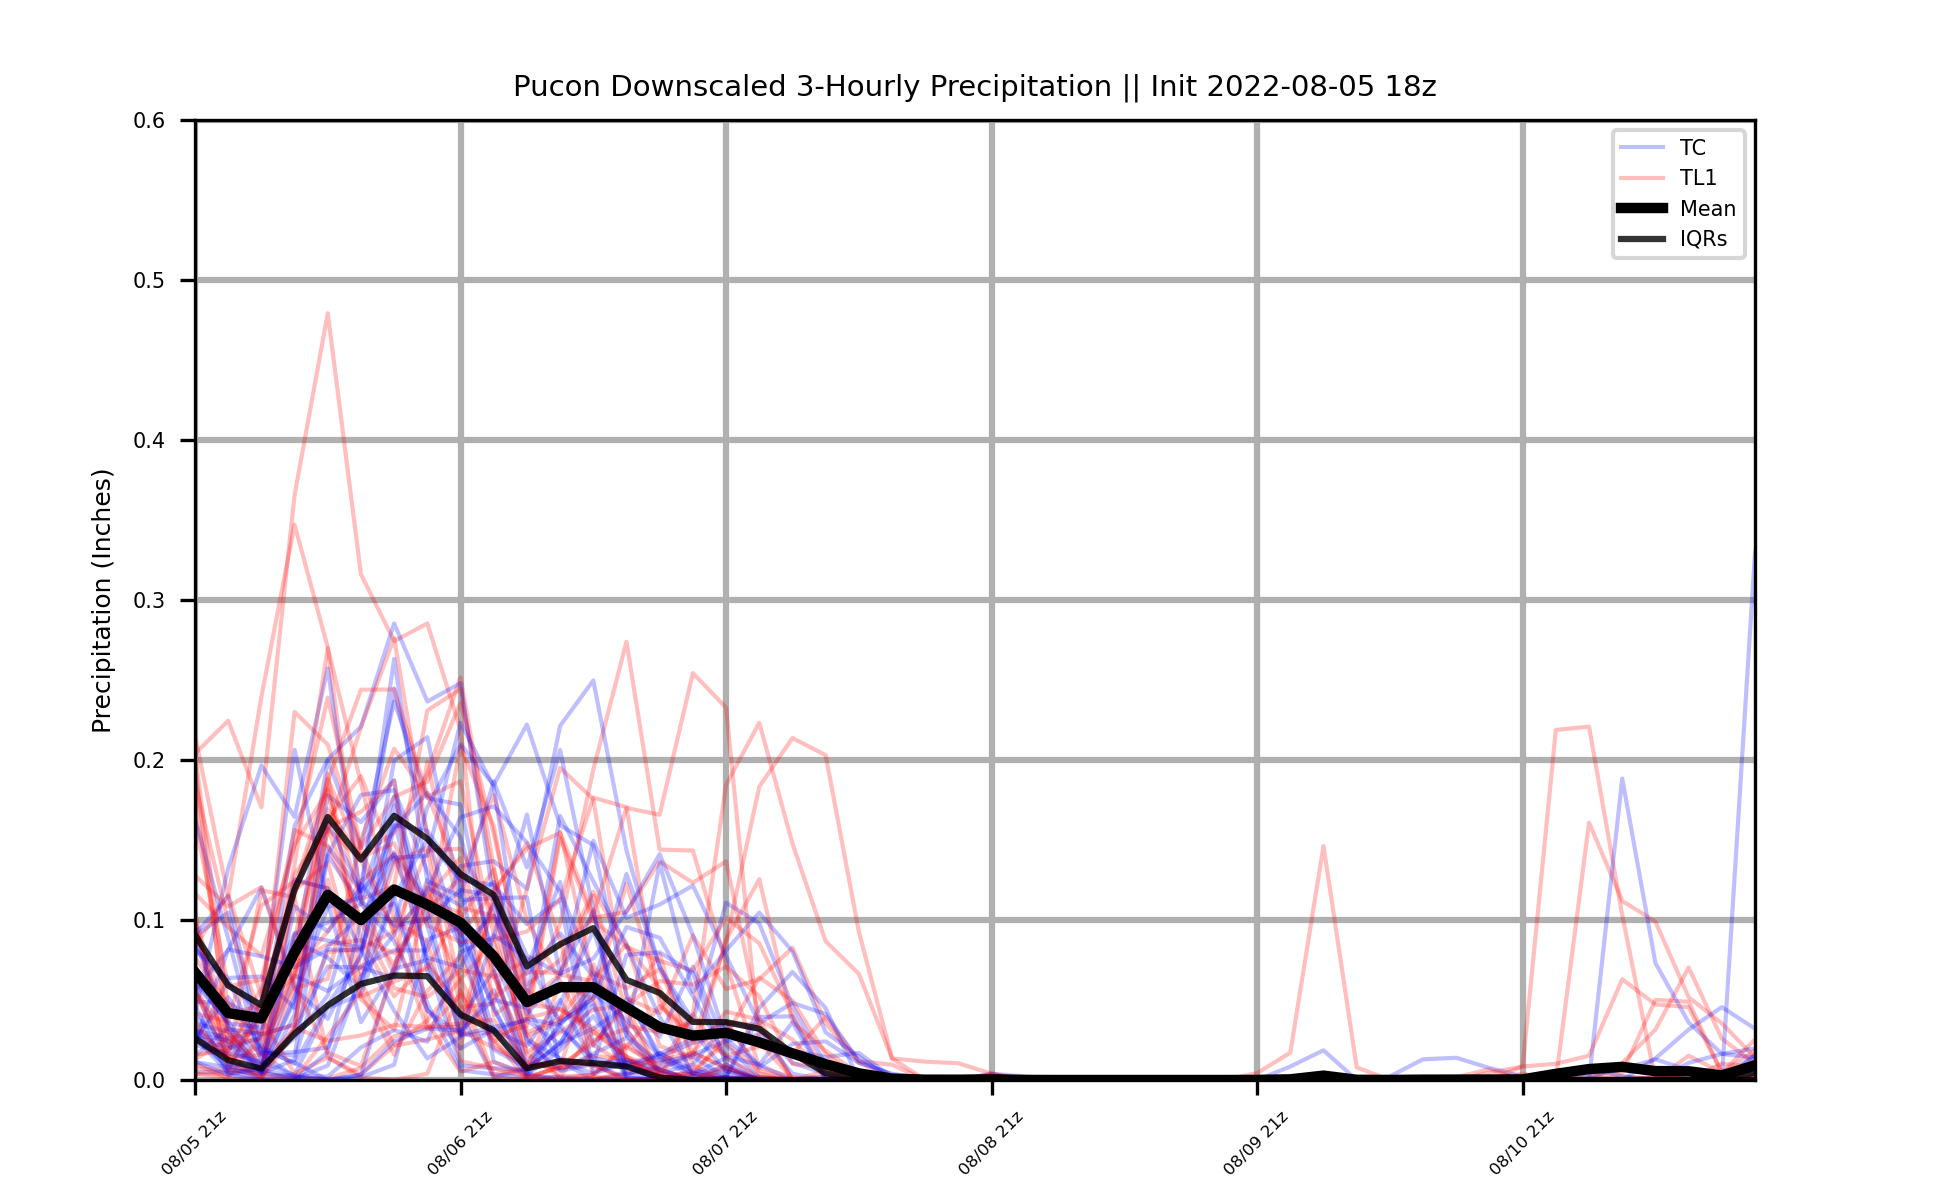 Pucon Downscaled 3-Hourly Precipitation || Init 2022-08-05 18z
0.6
0.5
0.4
0.3
0.2
0.1
0.0
Precipitation (Inches)
TC
TL1
Mean
IQRs
08/05 21z
08/06 21z
08/07 21z
08/08 21z
08/09 21z
08/10 21z